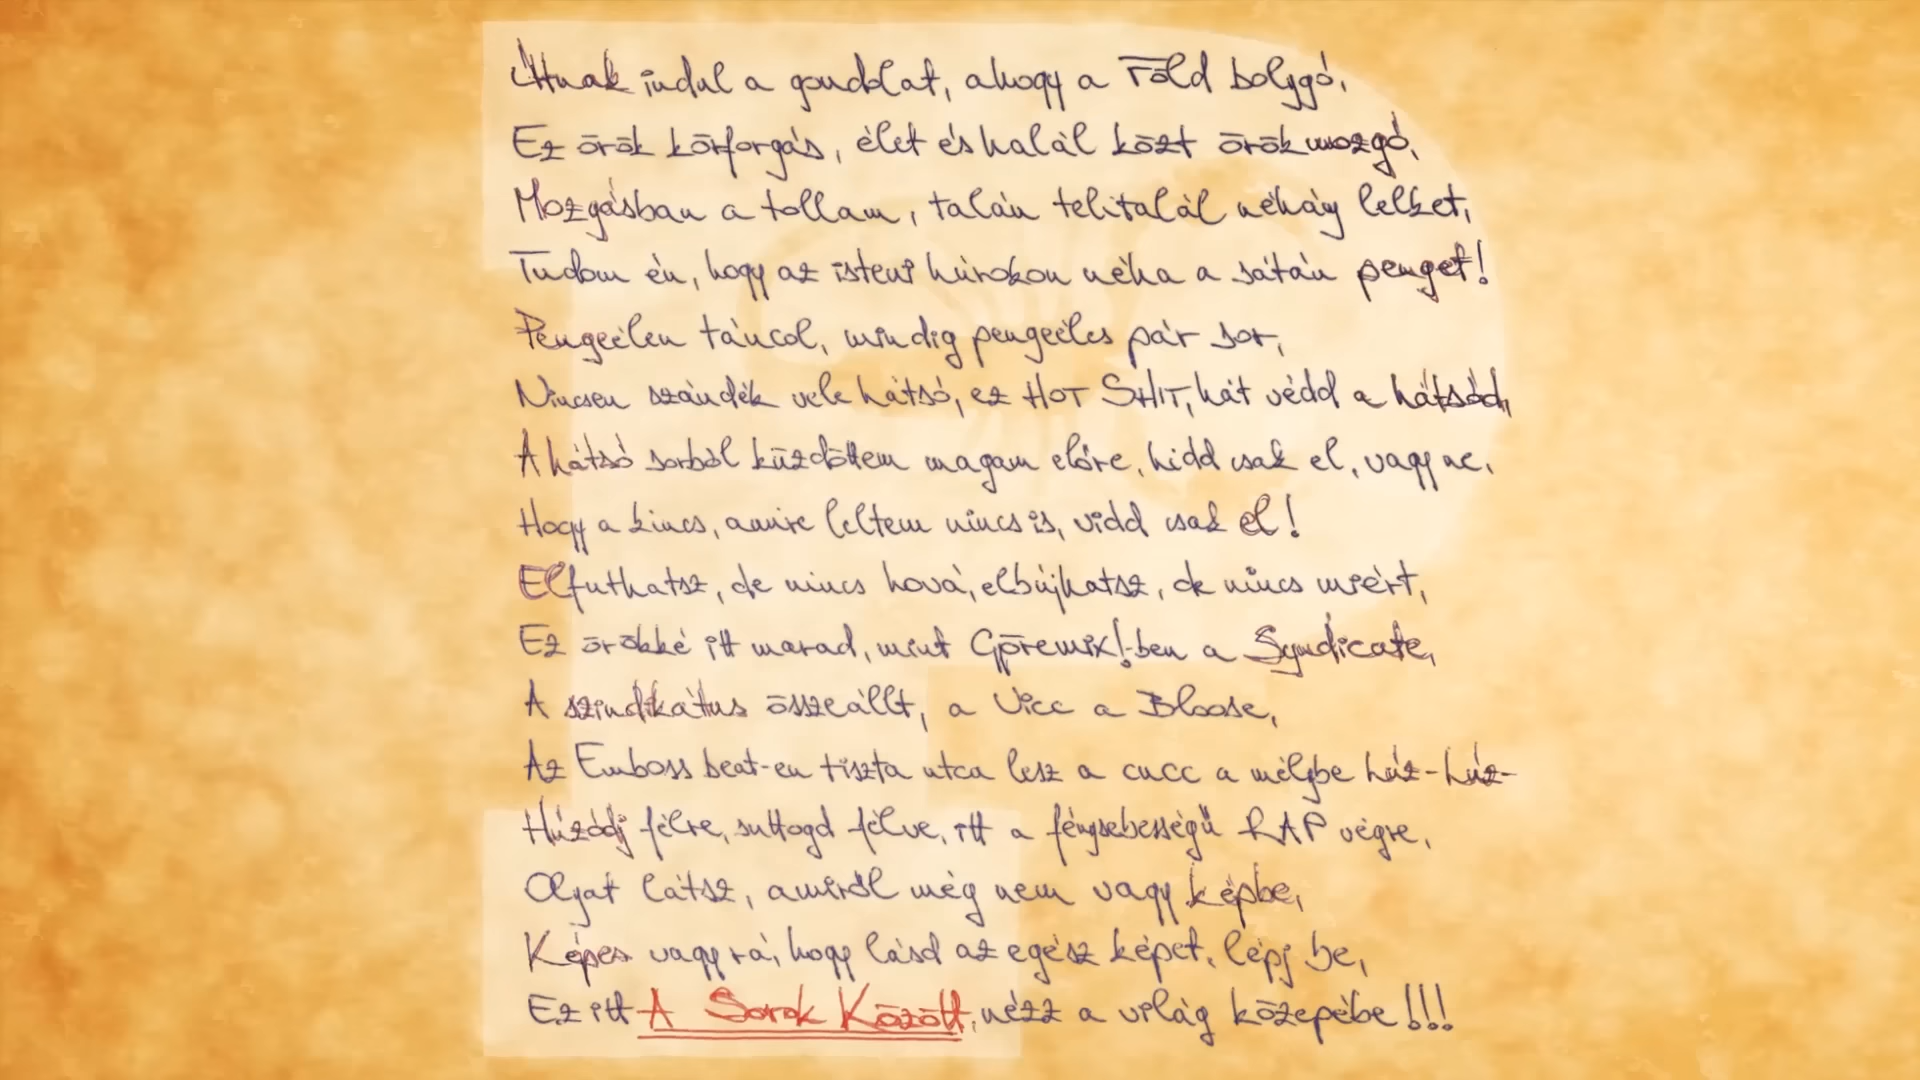 Útnak indul a gondolat, ahogy a Föld bolygó,
Ez örök körforgás, élet és halál közt örökmozgó,
Mozgásban a tollam, talán telitalál néhány lelket,
Tudom én, hogy az isteni húrokon néha a sátán penget!
Pengeélen táncol, mindig pengeéles pár sor,
Nincsen szándék vele hátsó, ez HOT SHIT, hát védd a hátsód,
A hátsó sorból küzdöttem magam előre, hidd csak el, vagy ne,
Hogy a kincs, amire leltem nincs is, vidd csak el!
Elfuthatsz, de nincs hová, elbújhatsz, de nincs miért,
Ez örökké itt marad, mint Gőremix!-ben a Syndicate,
A szindikátus összeállt, a Vicc a Bloose,
Az Emboss beat-en tiszta utca lesz a cucc a mélybe húz-húz-
Húzódj félre, suttogd félve, itt a fénysebességű RAP végre,
Olyat látsz, amiről még nem vagy képbe,
Képes vagy rá, hogy lásd az egész képet, lépj be,
Ez itt A Sorok Között, nézz a világ közepébe!!!